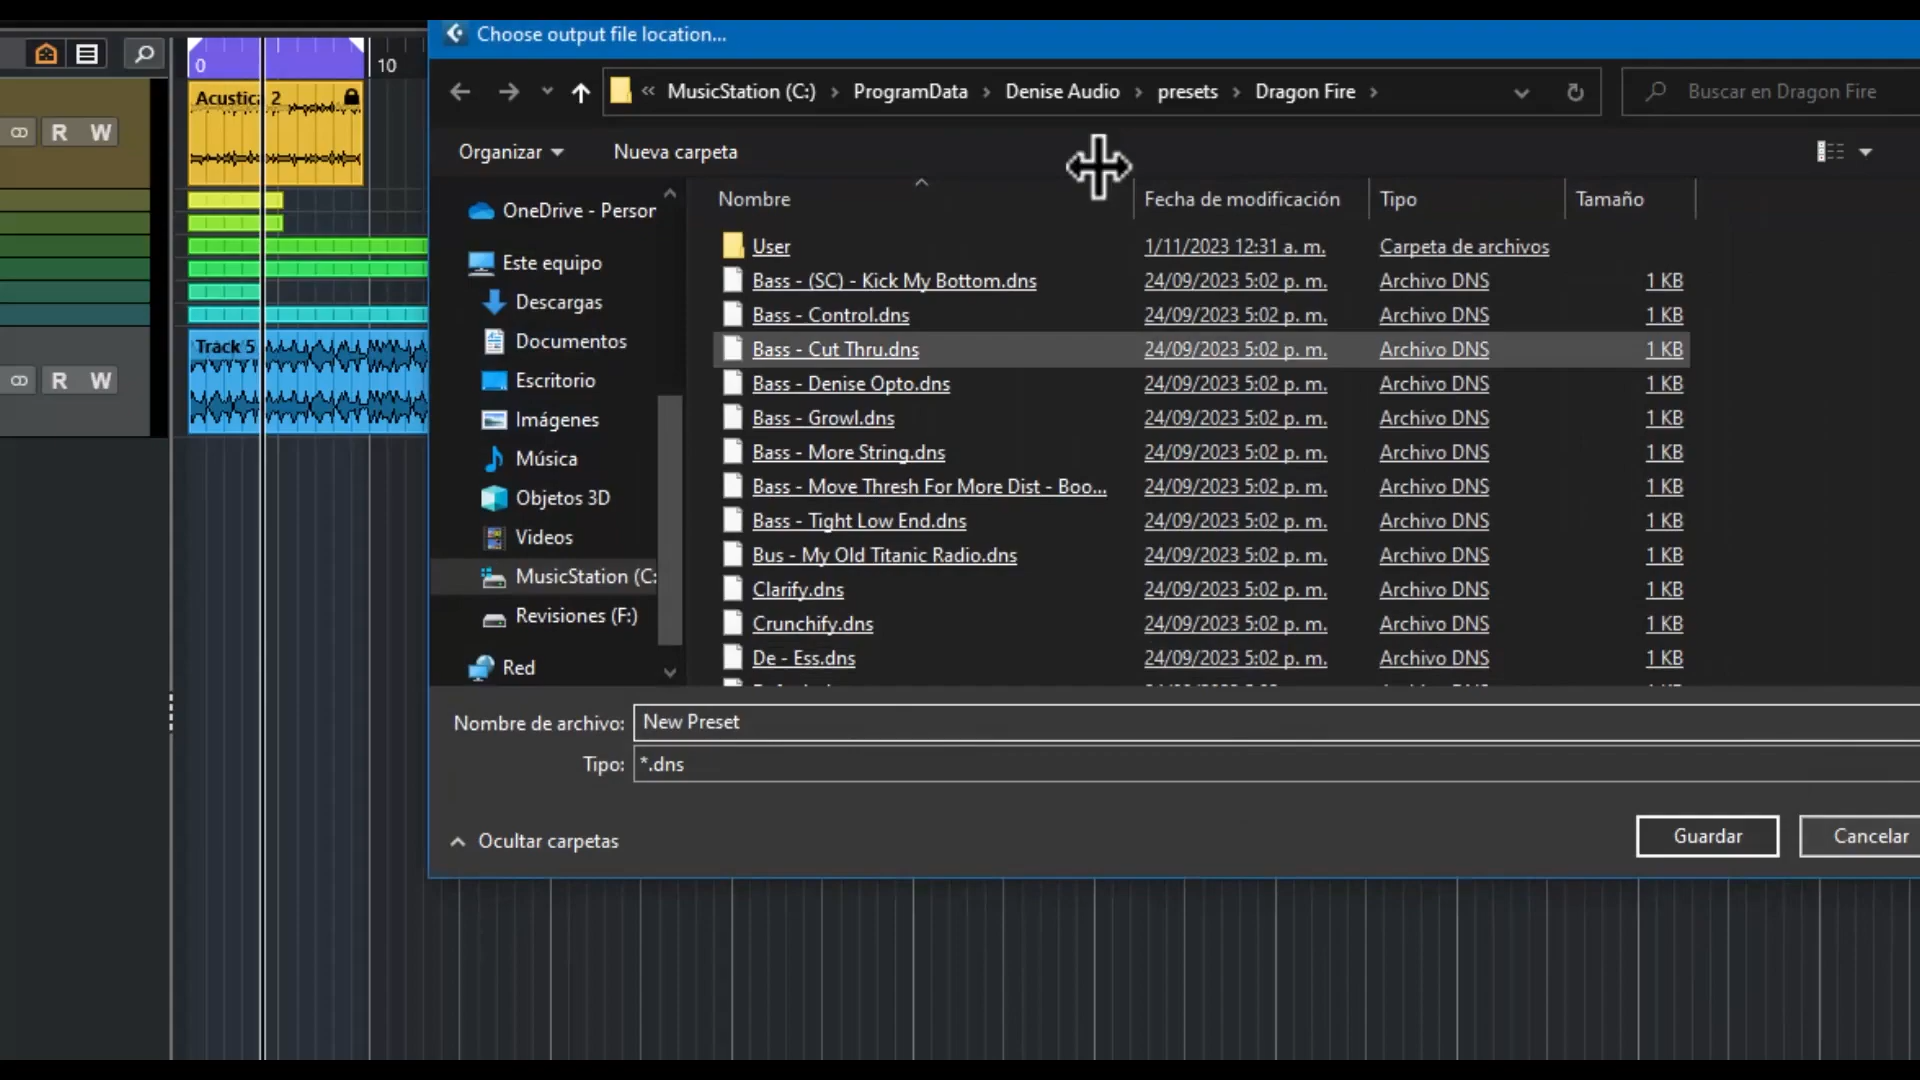 Choose output file location...
0
10
« MusicStation (C:) › ProgramData › Denise Audio › presets › Dragon Fire ›
Buscar en Dragon Fire
Acustica 2
R W
Organizar
Nueva carpeta
Nombre
Fecha de modificación
Tipo
Tamaño
OneDrive - Persor
Este equipo
Descargas
Documentos
Escritorio
Imágenes
Música
Objetos 3D
Videos
MusicStation (C:
Revisiones (F:)
Red
User 1/11/2023 12:31 a. m. Carpeta de archivos
Bass - (SC) - Kick My Bottom.dns 24/09/2023 5:02 p. m. Archivo DNS 1 KB
Bass - Control.dns 24/09/2023 5:02 p. m. Archivo DNS 1 KB
Bass - Cut Thru.dns 24/09/2023 5:02 p. m. Archivo DNS 1 KB
Bass - Denise Opto.dns 24/09/2023 5:02 p. m. Archivo DNS 1 KB
Bass - Growl.dns 24/09/2023 5:02 p. m. Archivo DNS 1 KB
Bass - More String.dns 24/09/2023 5:02 p. m. Archivo DNS 1 KB
Bass - Move Thresh For More Dist - Boo... 24/09/2023 5:02 p. m. Archivo DNS 1 KB
Bass - Tight Low End.dns 24/09/2023 5:02 p. m. Archivo DNS 1 KB
Bus - My Old Titanic Radio.dns 24/09/2023 5:02 p. m. Archivo DNS 1 KB
Clarify.dns 24/09/2023 5:02 p. m. Archivo DNS 1 KB
Crunchify.dns 24/09/2023 5:02 p. m. Archivo DNS 1 KB
De - Ess.dns 24/09/2023 5:02 p. m. Archivo DNS 1 KB
Track 5
R W
Nombre de archivo: New Preset
Tipo: *.dns
Ocultar carpetas
Guardar
Cancelar